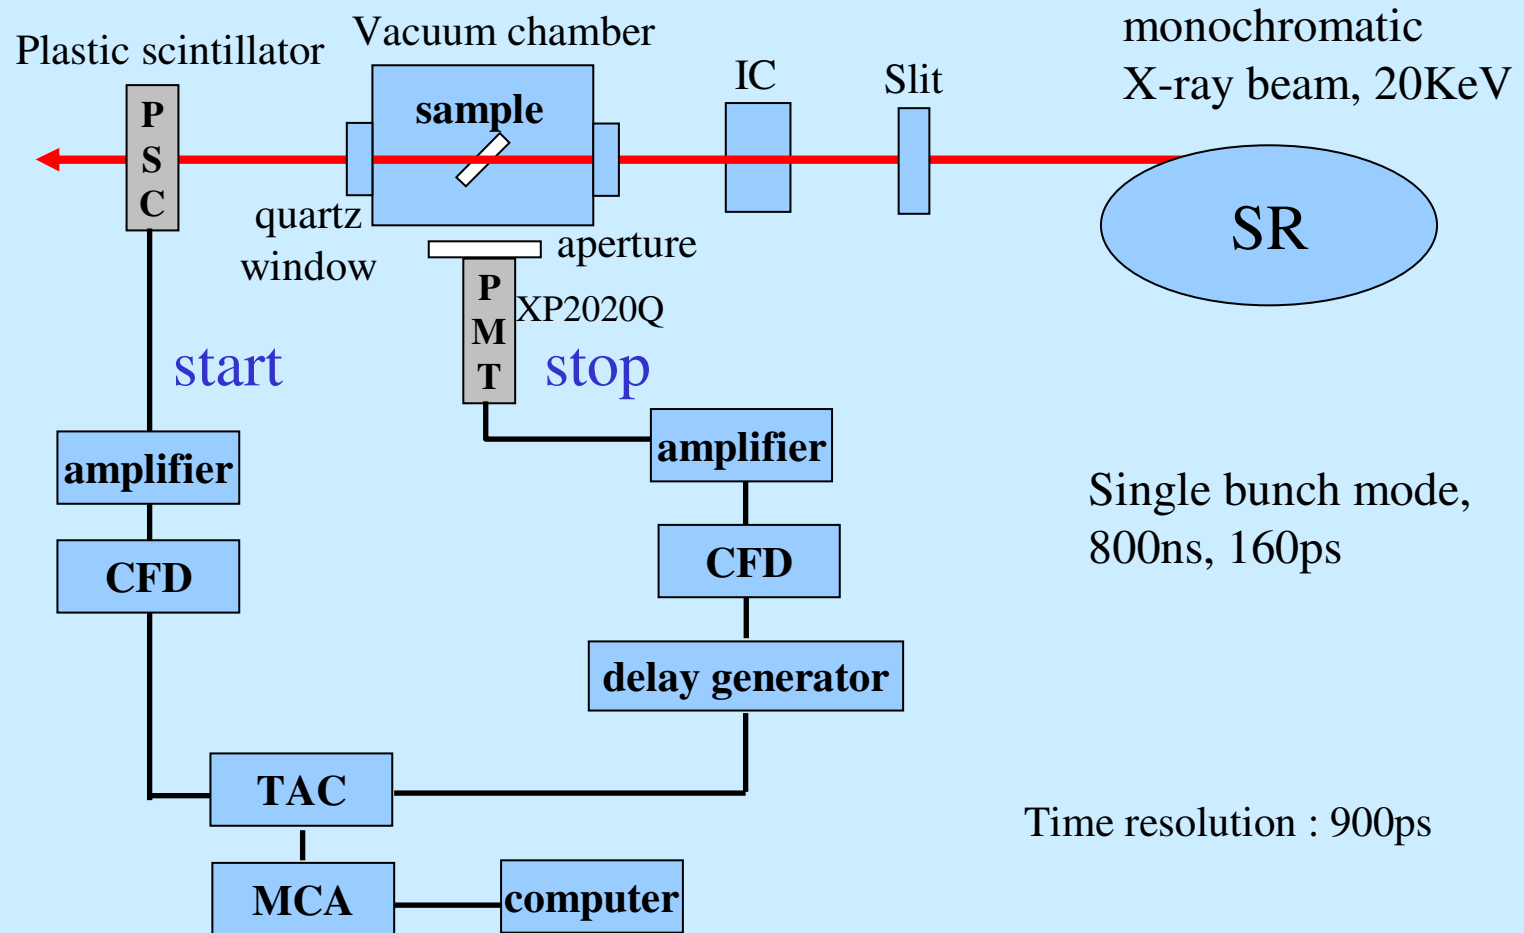 monochromatic
X-ray beam, 20KeV
Plastic scintillator
Vacuum chamber
IC
Slit
sample
P
S
C
SR
quartz
window
aperture
P
M
T
XP2020Q
start
stop
amplifier
amplifier
Single bunch mode,
800ns, 160ps
CFD
CFD
delay generator
TAC
Time resolution : 900ps
MCA
computer